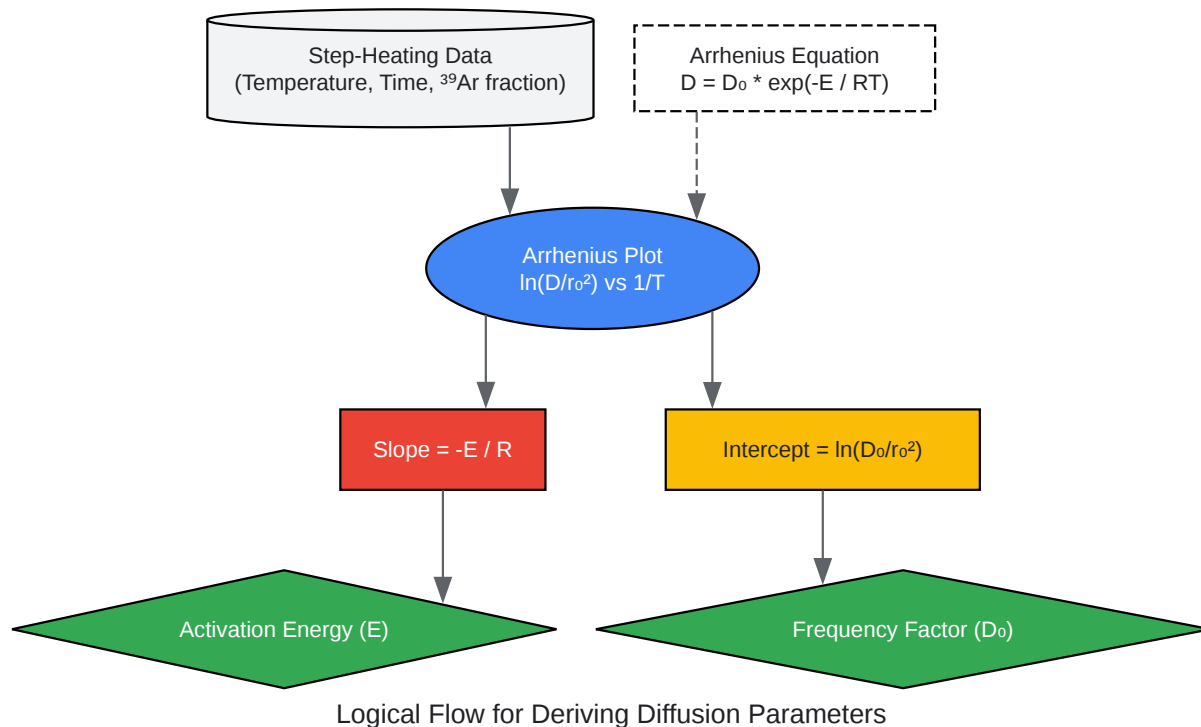 Step-Heating Data
(Temperature, Time, ³⁹Ar fraction)
Arrhenius Equation
D = D₀ * exp(-E / RT)
Arrhenius Plot
ln(D/r₀²) vs 1/T
Slope = -E / R
Intercept = ln(D₀/r₀²)
Activation Energy (E)
Frequency Factor (D₀)
Logical Flow for Deriving Diffusion Parameters